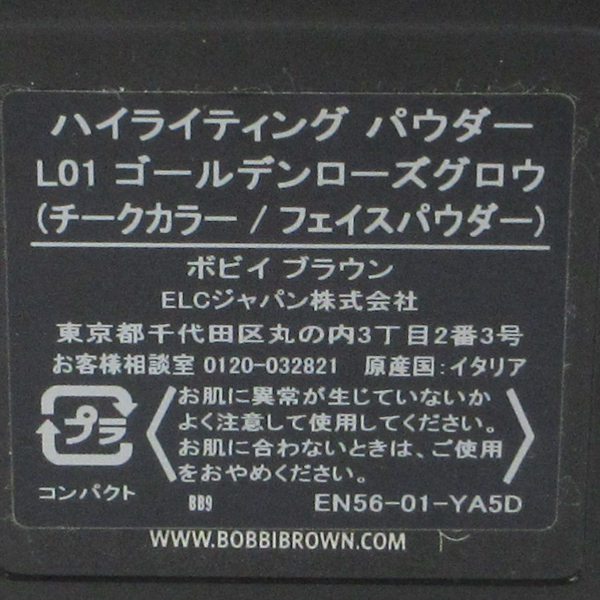 ハイライティング パウダー
L01 ゴールデンローズグロウ
(チークカラー / フェイスパウダー)
ボビイ ブラウン
ELCジャパン株式会社
東京都千代田区丸の内3丁目2番3号
お客様相談室 0120-032821 原産国:イタリア
お肌に異常が生じていないか
よく注意して使用してください。
お肌に合わないときは、ご使用
をおやめください。
プラ
コンパクト
BB9 EN56-01-YA5D
WWW.BOBBIBROWN.COM